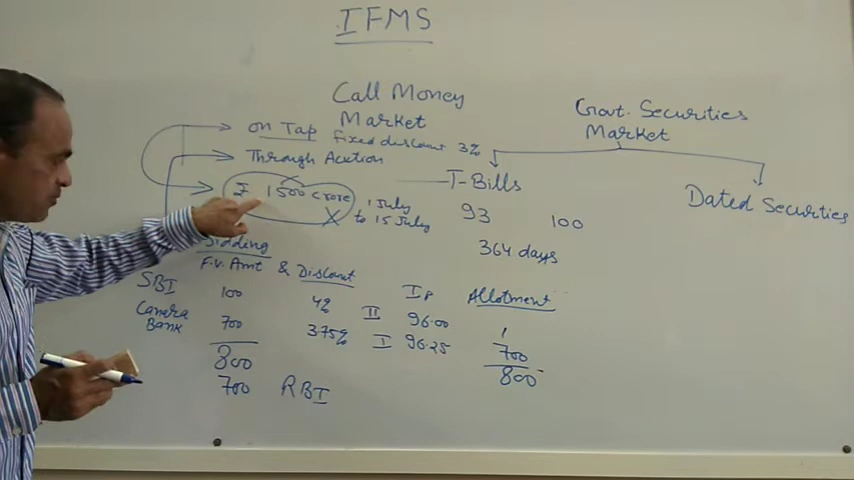 IFMS
Call Money
Market
Govt. Securities
Market
on Tap Fixed discount 3%
Through Auction
T-Bills
Dated Securities
₹ 1500 crore
1 July
to 15 July
93
100
364 days
Bidding
F.V. Amt & Discount
IP
Allotment
SBI 100 4% II 96.00
Canara
Bank 700 3.75% I 96.25
700
800
800
700 RBI